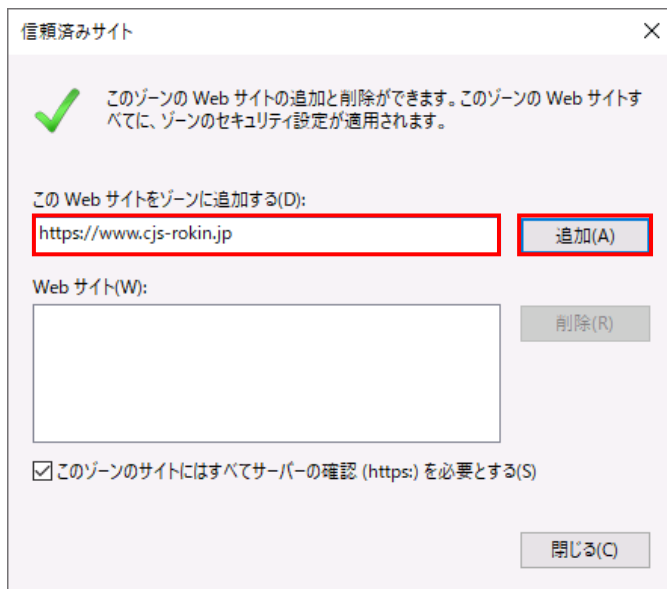 信頼済みサイト
このゾーンの Web サイトの追加と削除ができます。このゾーンの Web サイトす
べてに、ゾーンのセキュリティ設定が適用されます。
この Web サイトをゾーンに追加する(D):
https://www.cjs-rokin.jp
追加(A)
Web サイト(W):
削除(R)
このゾーンのサイトにはすべてサーバーの確認 (https:) を必要とする(S)
閉じる(C)